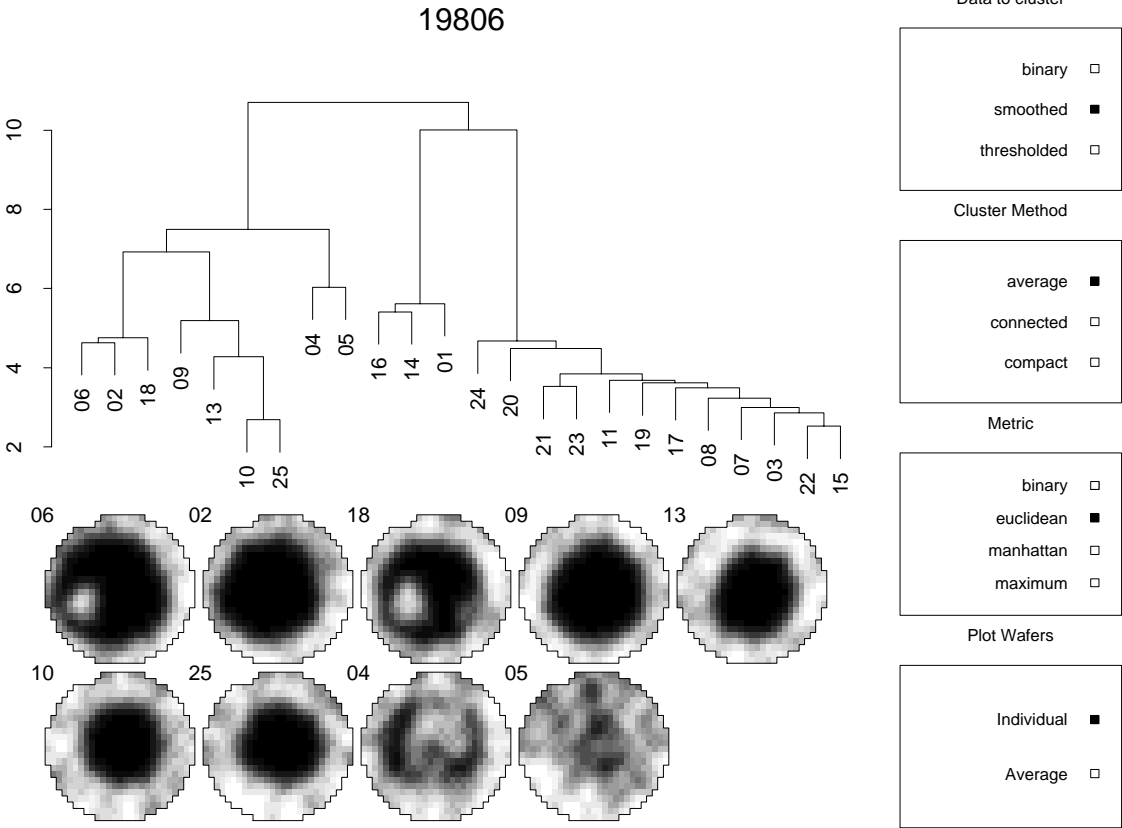 19806
10
8
6
4
2
06
02
18
09
13
10
25
04
05
16
14
01
24
20
21
23
11
19
17
08
07
03
22
15
06 02 18 09 13
10 25 04 05
Data to cluster
binary
smoothed
thresholded
Cluster Method
average
connected
compact
Metric
binary
euclidean
manhattan
maximum
Plot Wafers
Individual
Average